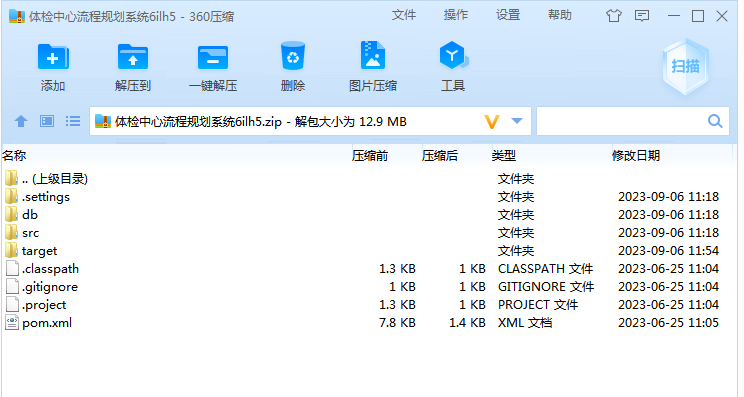 体检中心流程规划系统6ilh5 - 360压缩 文件 操作 设置 帮助
添加 解压到 一键解压 删除 图片压缩 工具 扫描
体检中心流程规划系统6ilh5.zip - 解包大小为 12.9 MB
名称 压缩前 压缩后 类型 修改日期
.. (上级目录) 文件夹
.settings 文件夹 2023-09-06 11:18
db 文件夹 2023-09-06 11:18
src 文件夹 2023-09-06 11:18
target 文件夹 2023-09-06 11:54
.classpath 1.3 KB 1 KB CLASSPATH 文件 2023-06-25 11:04
.gitignore 1 KB 1 KB GITIGNORE 文件 2023-06-25 11:04
.project 1.3 KB 1 KB PROJECT 文件 2023-06-25 11:04
pom.xml 7.8 KB 1.4 KB XML 文档 2023-06-25 11:05